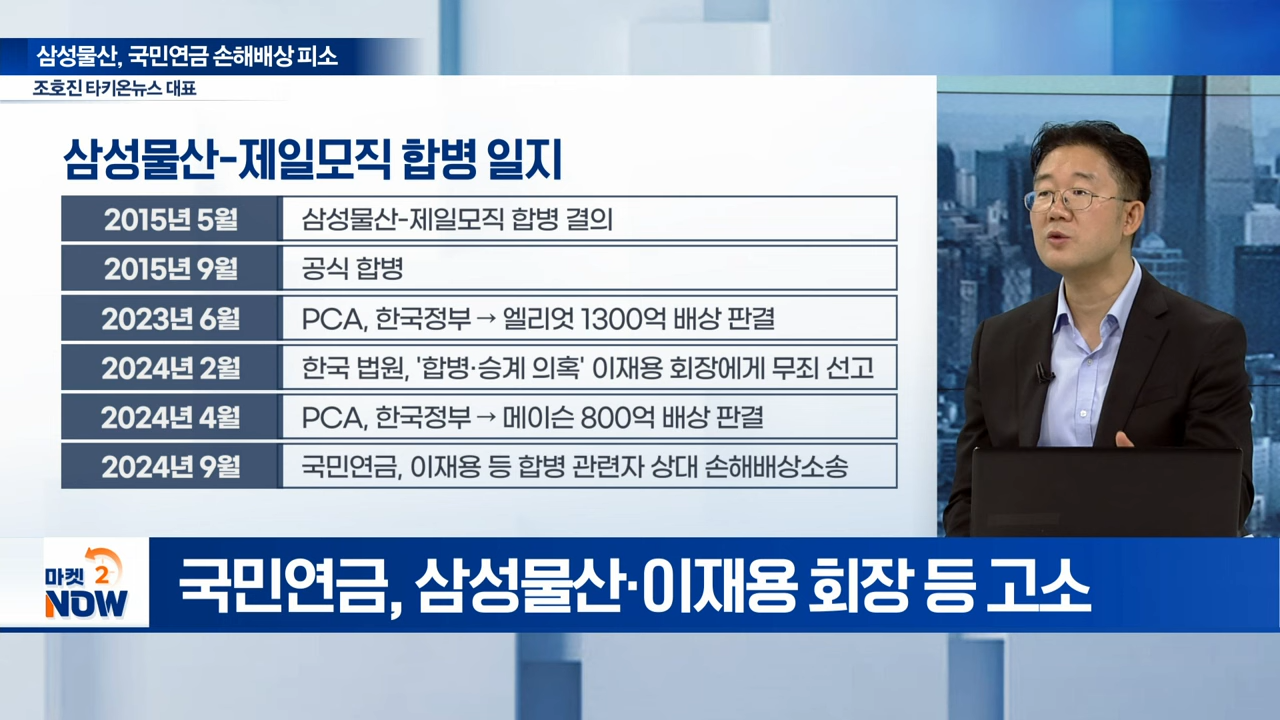 삼성물산, 국민연금 손해배상 피소
조호진 타키온뉴스 대표
삼성물산-제일모직 합병 일지
2015년 5월 삼성물산-제일모직 합병 결의
2015년 9월 공식 합병
2023년 6월 PCA, 한국정부→ 엘리엇 1300억 배상 판결
2024년 2월 한국 법원, '합병·승계 의혹' 이재용 회장에게 무죄 선고
2024년 4월 PCA, 한국정부→ 메이슨 800억 배상 판결
2024년 9월 국민연금, 이재용 등 합병 관련자 상대 손해배상소송
마켓 2
NOW
국민연금, 삼성물산·이재용 회장 등 고소